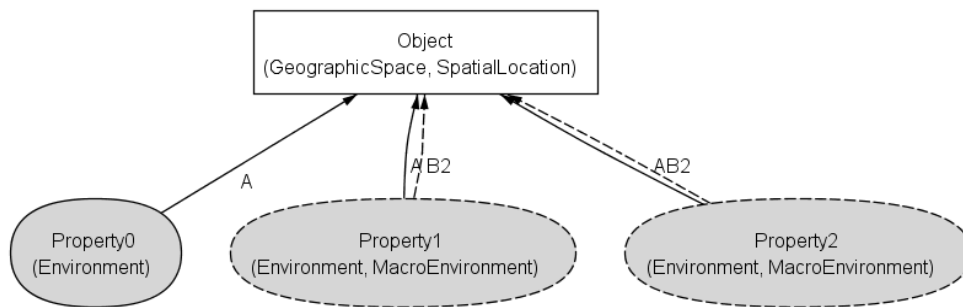 Object
(GeographicSpace, SpatialLocation)
A
A B2
AB2
Property0
(Environment)
Property1
(Environment, MacroEnvironment)
Property2
(Environment, MacroEnvironment)